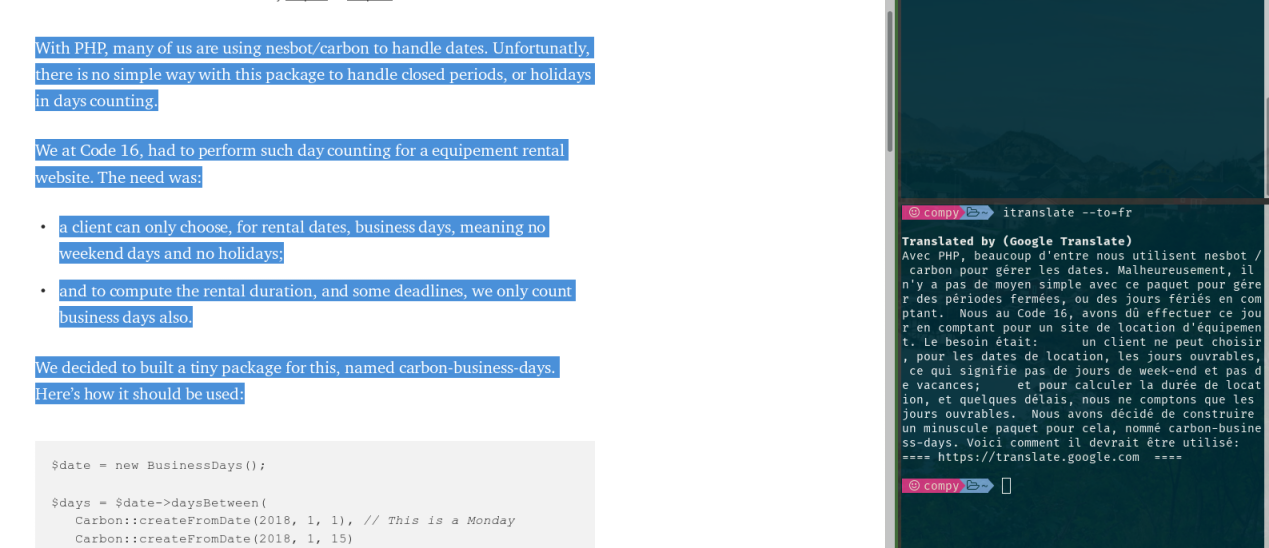 With PHP, many of us are using nesbot/carbon to handle dates. Unfortunatly,
there is no simple way with this package to handle closed periods, or holidays
in days counting.
We at Code 16, had to perform such day counting for a equipement rental
website. The need was:
• a client can only choose, for rental dates, business days, meaning no
weekend days and no holidays;
• and to compute the rental duration, and some deadlines, we only count
business days also.
We decided to built a tiny package for this, named carbon-business-days.
Here’s how it should be used:
$date = new BusinessDays();
$days = $date->daysBetween(
Carbon::createFromDate(2018, 1, 1), // This is a Monday
Carbon::createFromDate(2018, 1, 15)
compy ~ itranslate --to=fr
Translated by (Google Translate)
Avec PHP, beaucoup d'entre nous utilisent nesbot /
carbon pour gérer les dates. Malheureusement, il
n'y a pas de moyen simple avec ce paquet pour gére
r des périodes fermées, ou des jours fériés en com
ptant.  Nous au Code 16, avons dû effectuer ce jou
r en comptant pour un site de location d'équipemen
t. Le besoin était:      un client ne peut choisir
, pour les dates de location, les jours ouvrables,
ce qui signifie pas de jours de week-end et pas d
e vacances;     et pour calculer la durée de locat
ion, et quelques délais, nous ne comptons que les
jours ouvrables.  Nous avons décidé de construire
un minuscule paquet pour cela, nommé carbon-busine
ss-days. Voici comment il devrait être utilisé:
==== https://translate.google.com  ====
compy ~